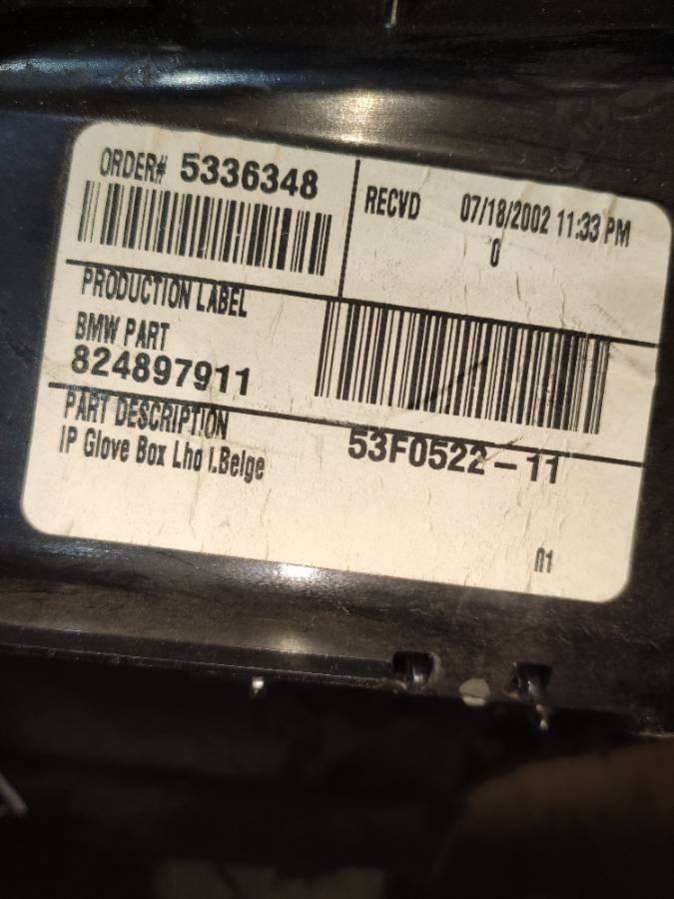 ORDER# 5336348
RECVD 07/18/2002 11:33 PM
0
PRODUCTION LABEL
BMW PART
824897911
PART DESCRIPTION
IP Glove Box Lhd l.Beige
53F0522-11
01